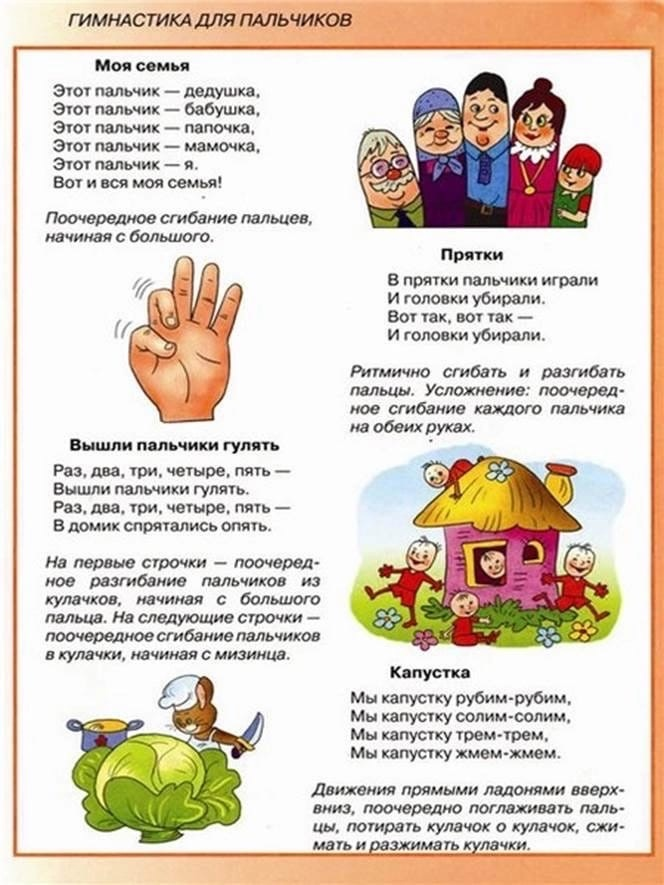 ГИМНАСТИКА ДЛЯ ПАЛЬЧИКОВ
Моя семья
Этот пальчик — дедушка,
Этот пальчик — бабушка,
Этот пальчик — папочка,
Этот пальчик — мамочка,
Этот пальчик — я.
Вот и вся моя семья!
Поочередное сгибание пальцев,
начиная с большого.
Прятки
В прятки пальчики играли
И головки убирали.
Вот так, вот так —
И головки убирали.
Ритмично сгибать и разгибать
пальцы. Усложнение: поочеред-
ное сгибание каждого пальчика
на обеих руках.
Вышли пальчики гулять
Раз, два, три, четыре, пять —
Вышли пальчики гулять.
Раз, два, три, четыре, пять —
В домик спрятались опять.
На первые строчки — поочеред-
ное разгибание пальчиков из
кулачков, начиная с большого
пальца. На следующие строчки —
поочередное сгибание пальчиков
в кулачки, начиная с мизинца.
Капустка
Мы капустку рубим-рубим,
Мы капустку солим-солим,
Мы капустку трем-трем,
Мы капустку жмем-жмем.
Движения прямыми ладонями вверх-
вниз, поочередно поглаживать паль-
цы, потирать кулачок о кулачок, сжи-
мать и разжимать кулачки.